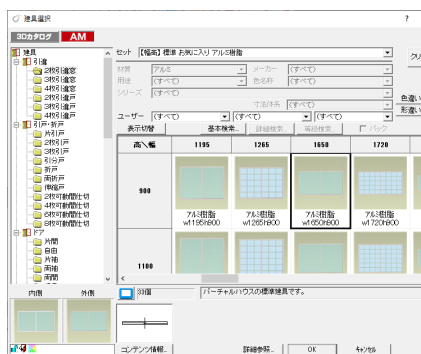 建具選択
?
3Dカタログ AM
建具
引違
2枚引違窓
3枚引違窓
4枚引違窓
2枚引違戸
3枚引違戸
4枚引違戸
引戸・折戸
片引戸
2枚引戸
3枚引戸
引分戸
折戸
両折戸
伸縮戸
2枚可動間仕切
4枚可動間仕切
6枚可動間仕切
8枚可動間仕切
ドア
片開
自由
片袖
両袖
両開
セット 【幅高】標準 お気に入り アルミ樹脂
材質 アルミ メーカー (すべて)
用途 (すべて) 色名称 (すべて)
シリーズ (すべて)
寸法体系 (すべて)
ユーザー (すべて) (すべて) (すべて)
クリ
色違い
形違い
表示切替 基本検索... 詳細検索... 等級検索... パック
高＼幅 1195 1265 1650 1720
900
アルミ樹脂 アルミ樹脂 アルミ樹脂 アルミ樹脂
w1195h900 w1265h900 w1650h900 w1720h900
1100
内側 外側
33個 バーチャルハウスの標準建具です。
コンテンツ情報... 詳細参照... OK キャンセル